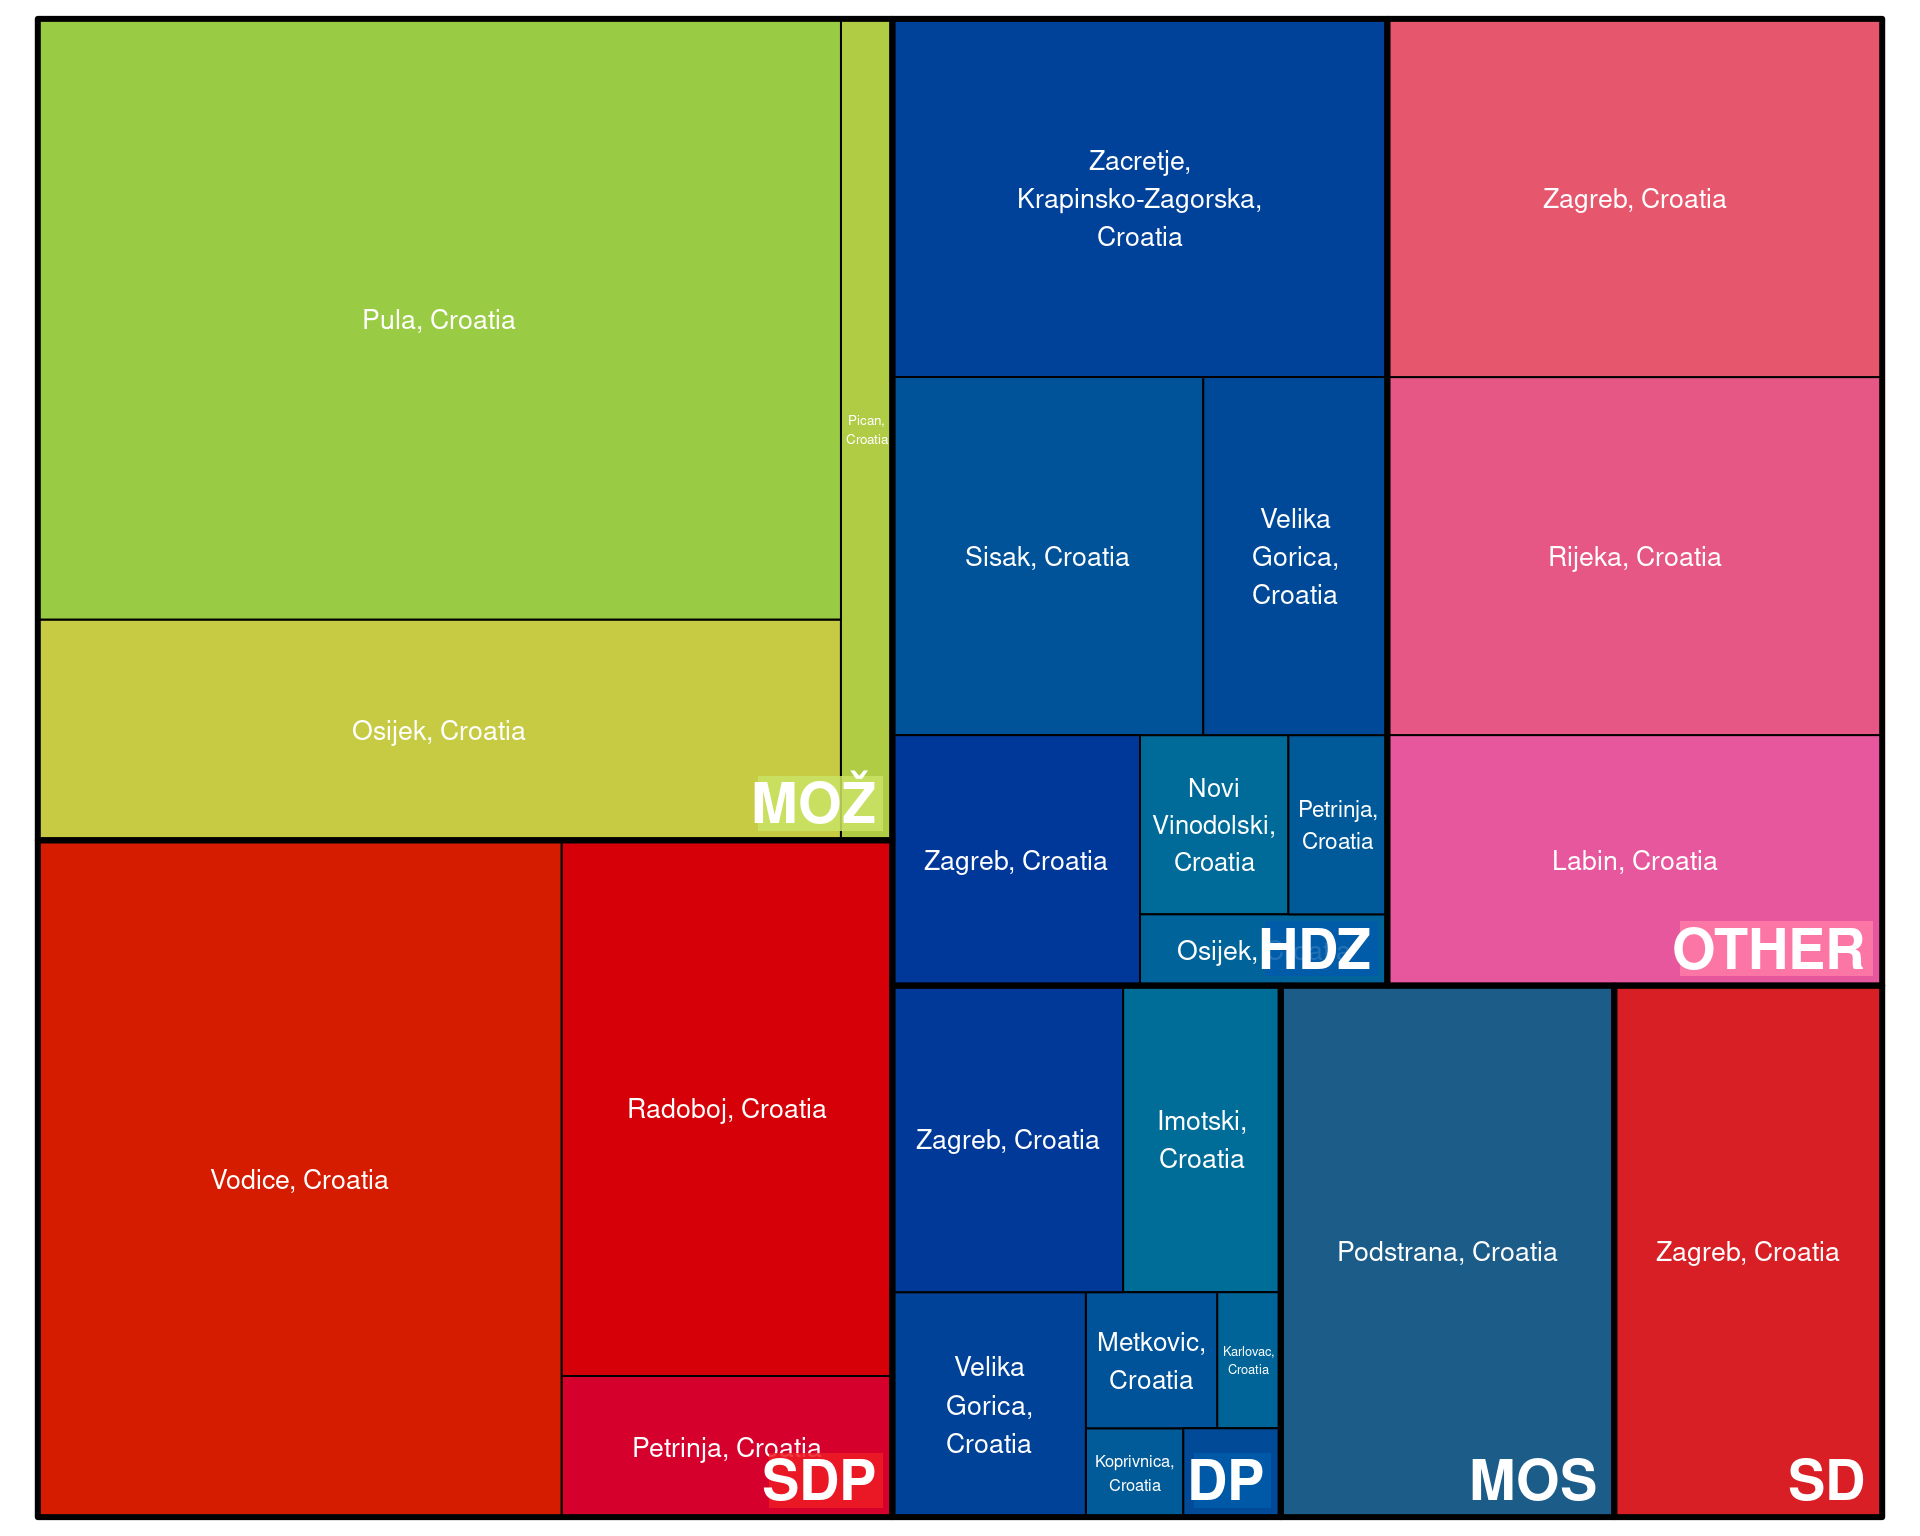 Pula, Croatia
Pican,
Croatia
Osijek, Croatia
MOŽ
Vodice, Croatia
Radoboj, Croatia
Petrinja, Croatia
SDP
Zacretje,
Krapinsko-Zagorska,
Croatia
Sisak, Croatia
Velika
Gorica,
Croatia
Zagreb, Croatia
Novi
Vinodolski,
Croatia
Petrinja,
Croatia
Osijek, Croatia
HDZ
Zagreb, Croatia
Rijeka, Croatia
Labin, Croatia
OTHER
Zagreb, Croatia
Imotski,
Croatia
Velika
Gorica,
Croatia
Metkovic,
Croatia
Karlovac,
Croatia
Koprivnica,
Croatia
DP
Podstrana, Croatia
MOS
Zagreb, Croatia
SD